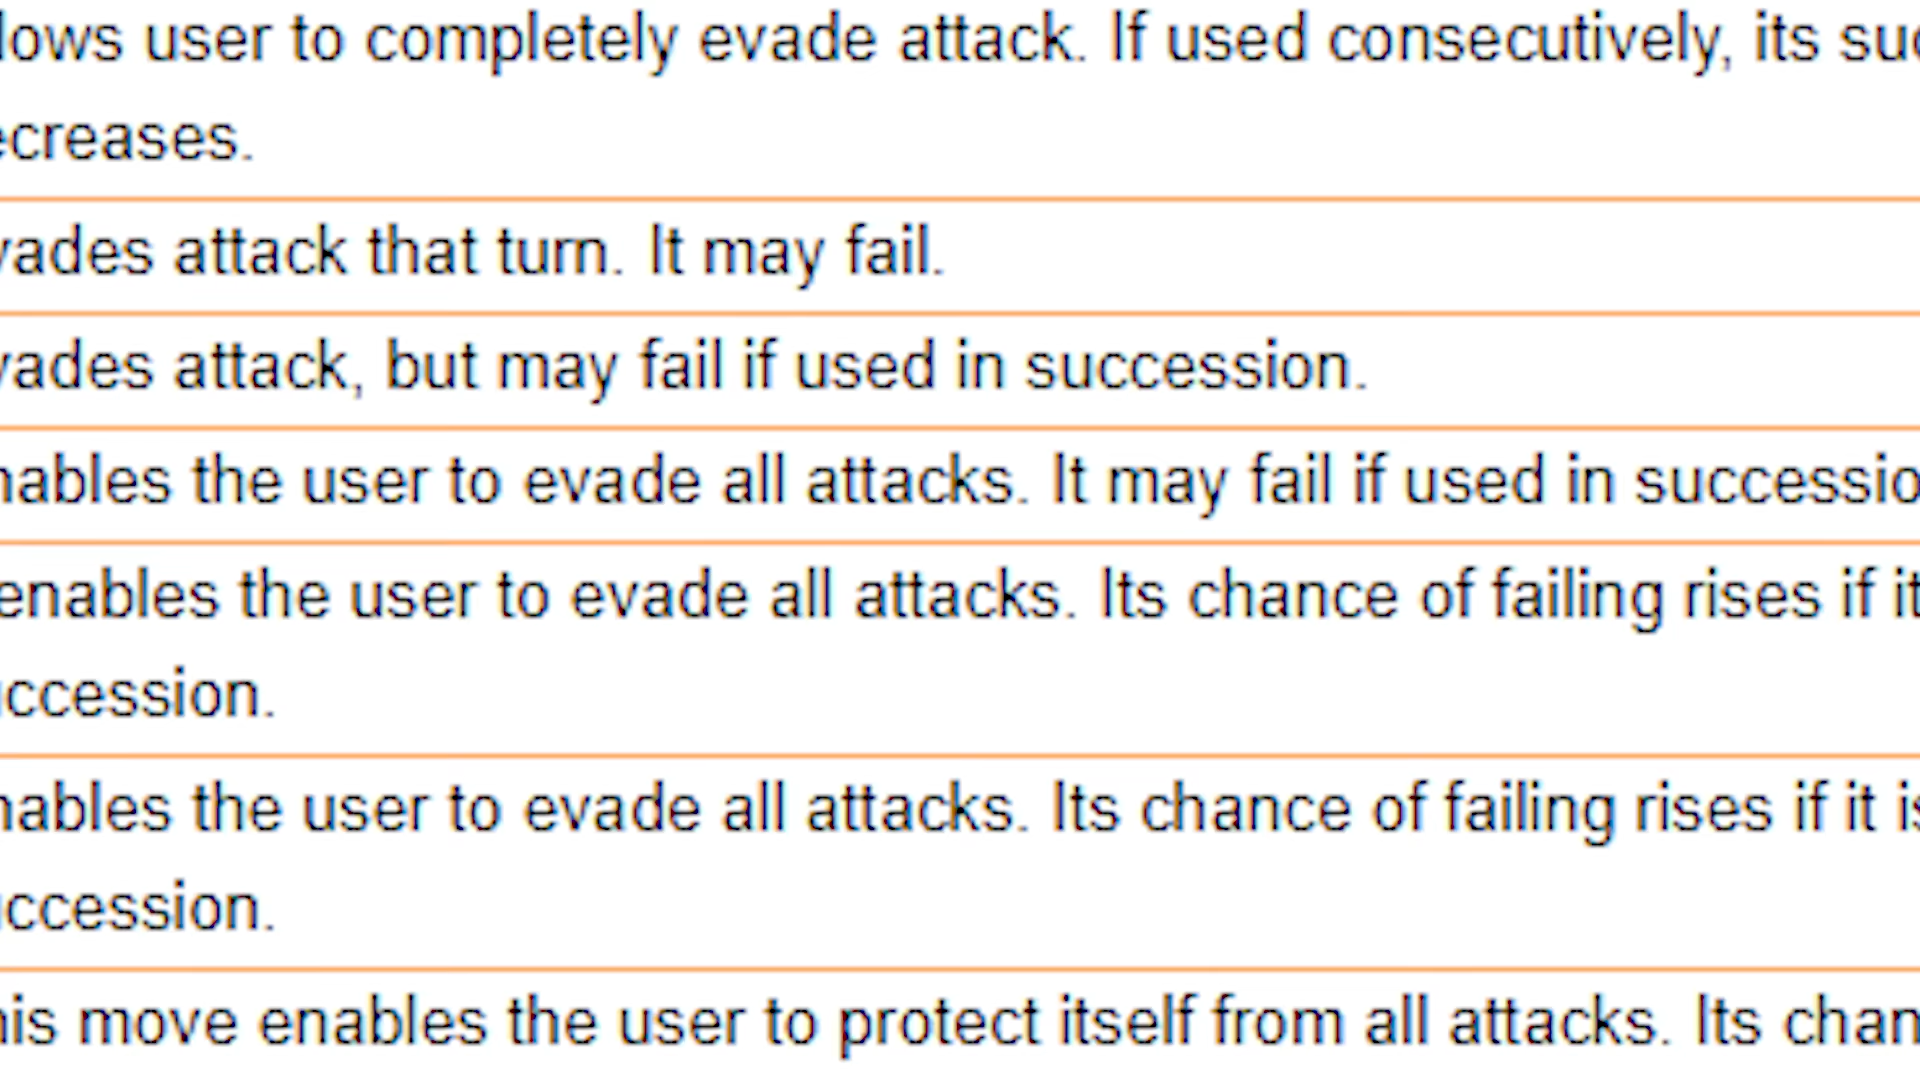 lows user to completely evade attack. If used consecutively, its suc
ecreases.
vades attack that turn. It may fail.
vades attack, but may fail if used in succession.
nables the user to evade all attacks. It may fail if used in successio
enables the user to evade all attacks. Its chance of failing rises if it
ccession.
nables the user to evade all attacks. Its chance of failing rises if it is
ccession.
his move enables the user to protect itself from all attacks. Its chan